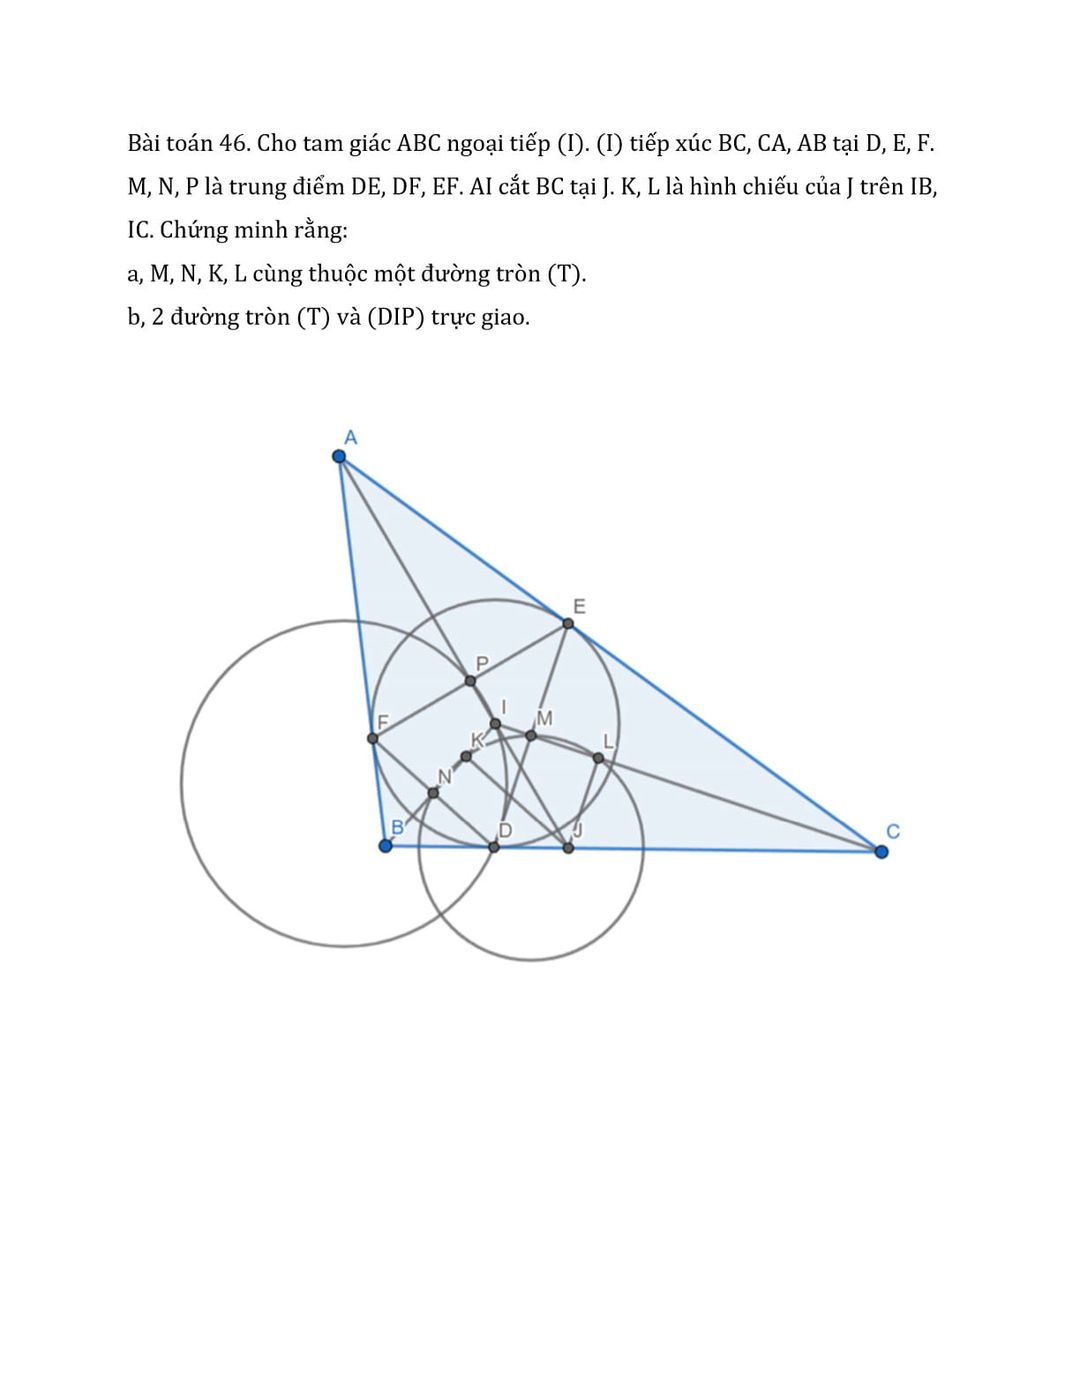 Bài toán 46. Cho tam giác ABC ngoại tiếp (I). (I) tiếp xúc BC, CA, AB tại D, E, F.
M, N, P là trung điểm DE, DF, EF. AI cắt BC tại J. K, L là hình chiếu của J trên IB,
IC. Chứng minh rằng:
a, M, N, K, L cùng thuộc một đường tròn (T).
b, 2 đường tròn (T) và (DIP) trực giao.
A
E
P
I
F
M
K
L
N
B
D
J
C